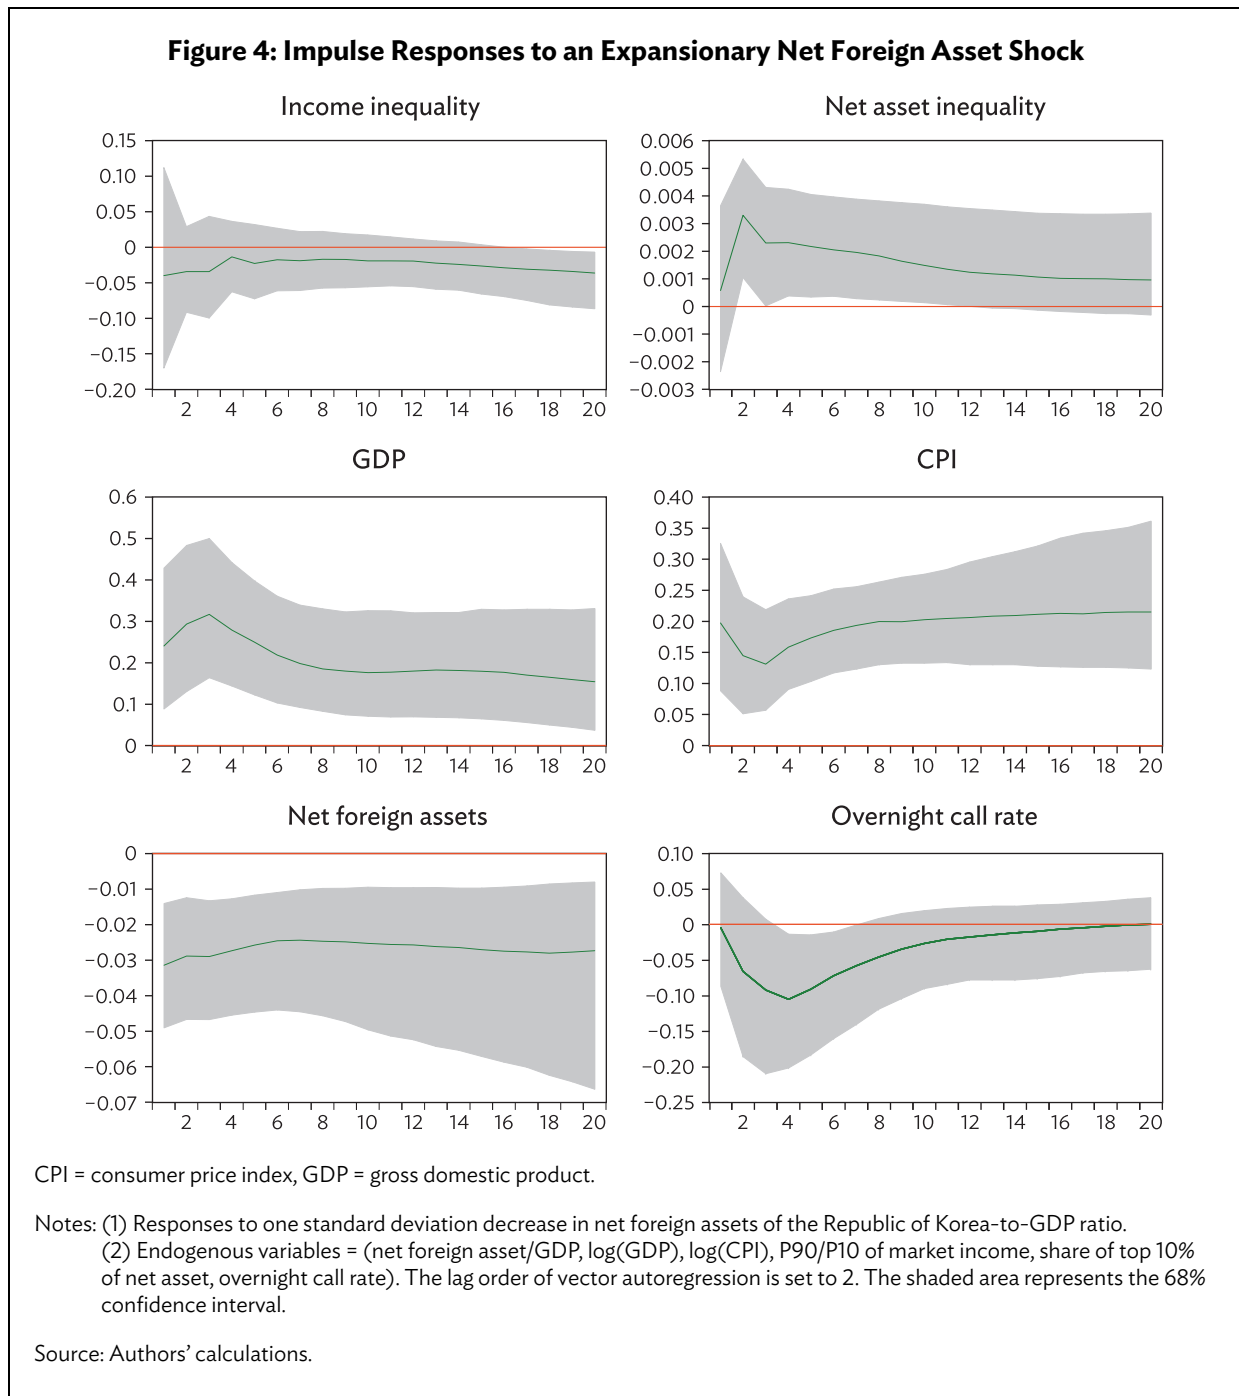 Figure 4: Impulse Responses to an Expansionary Net Foreign Asset Shock
Income inequality
0.15
0.10
0.05
0
−0.05
−0.10
−0.15
−0.20
2 4 6 8 10 12 14 16 18 20
Net asset inequality
0.006
0.005
0.004
0.003
0.002
0.001
0
−0.001
−0.002
−0.003
2 4 6 8 10 12 14 16 18 20
GDP
0.6
0.5
0.4
0.3
0.2
0.1
0
2 4 6 8 10 12 14 16 18 20
CPI
0.40
0.35
0.30
0.25
0.20
0.15
0.10
0.05
0
2 4 6 8 10 12 14 16 18 20
Net foreign assets
0
−0.01
−0.02
−0.03
−0.04
−0.05
−0.06
−0.07
2 4 6 8 10 12 14 16 18 20
Overnight call rate
0.10
0.05
0
−0.05
−0.10
−0.15
−0.20
−0.25
2 4 6 8 10 12 14 16 18 20
CPI = consumer price index, GDP = gross domestic product.
Notes: (1) Responses to one standard deviation decrease in net foreign assets of the Republic of Korea-to-GDP ratio.
(2) Endogenous variables = (net foreign asset/GDP, log(GDP), log(CPI), P90/P10 of market income, share of top 10%
of net asset, overnight call rate). The lag order of vector autoregression is set to 2. The shaded area represents the 68%
confidence interval.
Source: Authors’ calculations.